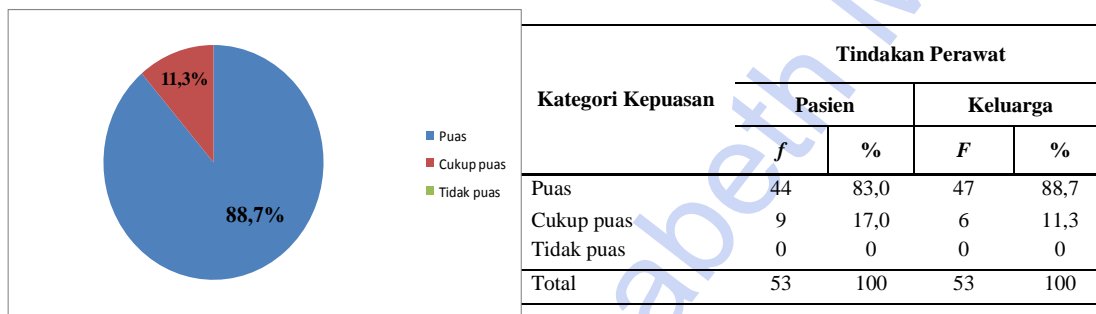 11,3%
88,7%
Puas
Cukup puas
Tidak puas
Kategori Kepuasan
Tindakan Perawat
Pasien Keluarga
f % F %
Puas 44 83,0 47 88,7
Cukup puas 9 17,0 6 11,3
Tidak puas 0 0 0 0
Total 53 100 53 100